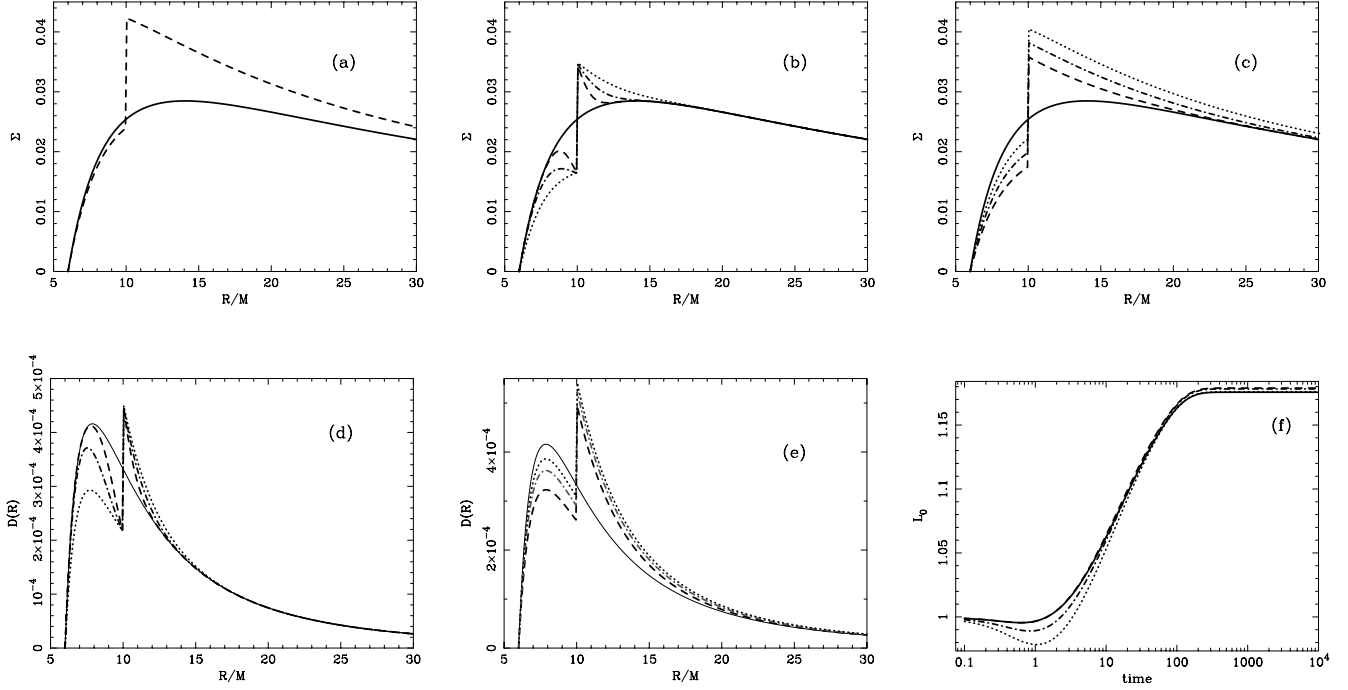 0.04
0.03
0.02
0.01
0
Σ
(a)
5 10 15 20 25 30
R/M
0.04
0.03
0.02
0.01
0
Σ
(b)
5 10 15 20 25 30
R/M
0.04
0.03
0.02
0.01
0
Σ
(c)
5 10 15 20 25 30
R/M
5×10⁻⁴
4×10⁻⁴
3×10⁻⁴
2×10⁻⁴
10⁻⁴
0
D(R)
(d)
5 10 15 20 25 30
R/M
4×10⁻⁴
2×10⁻⁴
0
D(R)
(e)
5 10 15 20 25 30
R/M
1.15
1.1
1.05
1
L₀
(f)
0.1 1 10 100 1000 10⁴
time